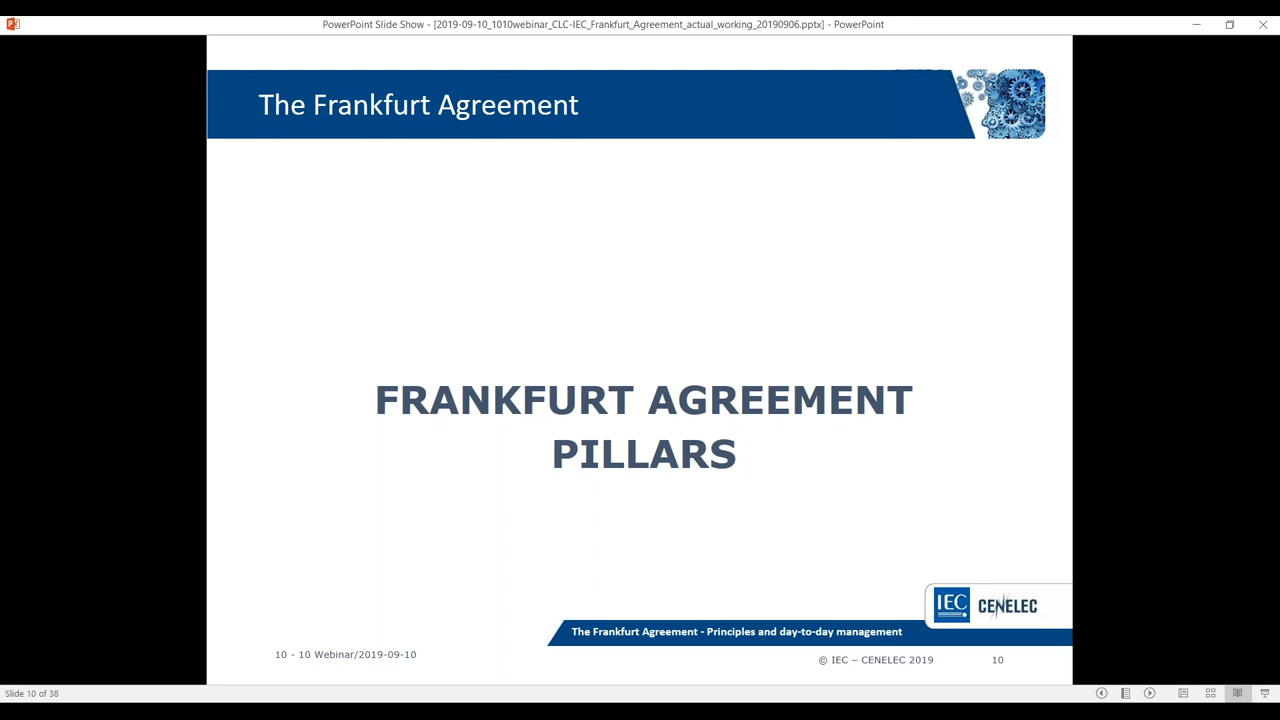 PowerPoint Slide Show - [2019-09-10_1010webinar_CLC-IEC_Frankfurt_Agreement_actual_working_20190906.pptx] - PowerPoint
The Frankfurt Agreement
FRANKFURT AGREEMENT
PILLARS
IEC CENELEC
The Frankfurt Agreement - Principles and day-to-day management
10 - 10 Webinar/2019-09-10
© IEC – CENELEC 2019 10
Slide 10 of 38